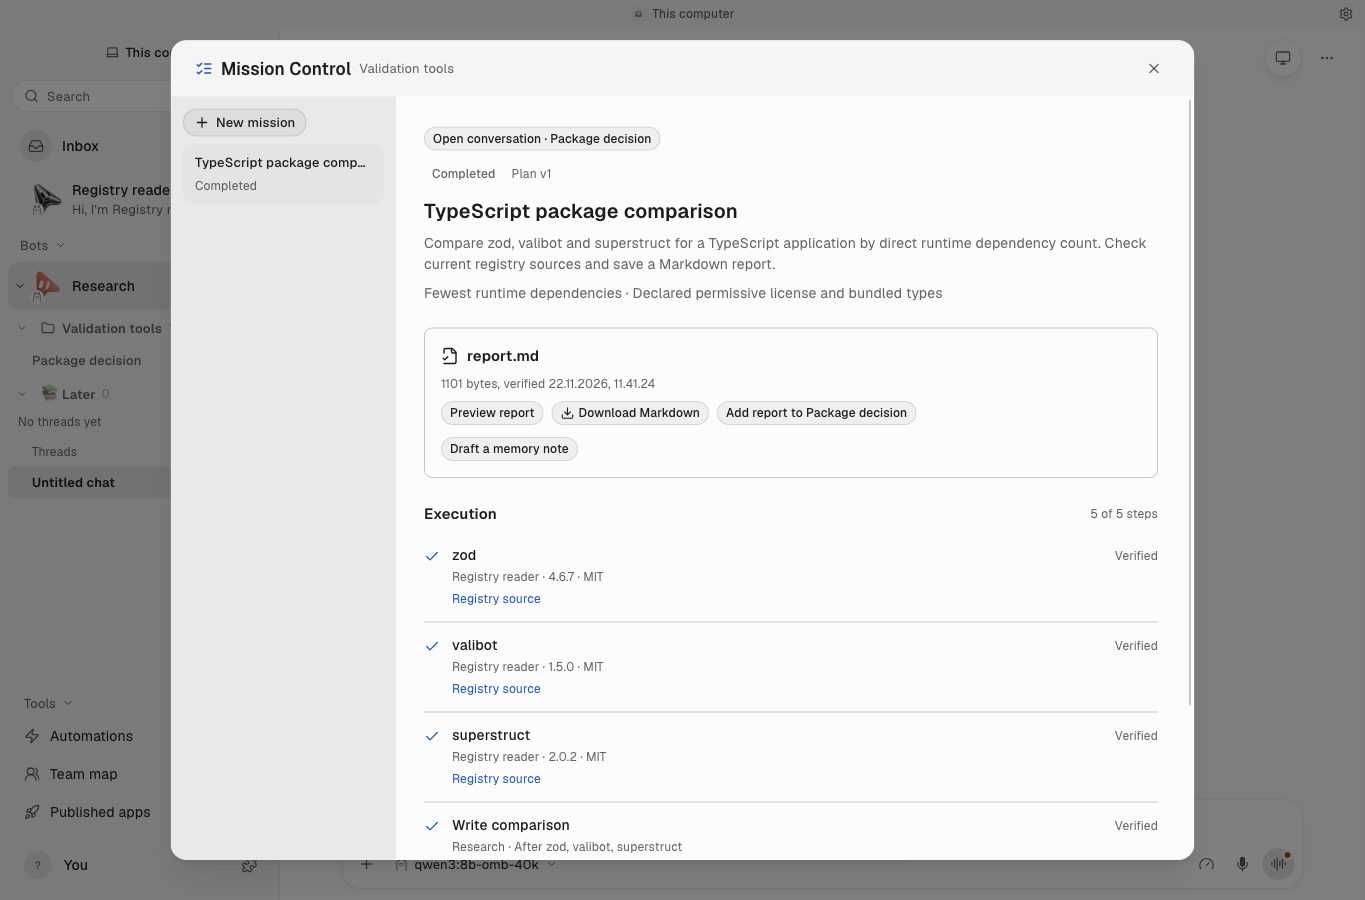 This computer
This co
Search
Inbox
Registry reade
Hi, I'm Registry r
Bots
Research
Validation tools
Package decision
Later 0
No threads yet
Threads
Untitled chat
Tools
Automations
Team map
Published apps
? You
Mission Control Validation tools
New mission
TypeScript package comp...
Completed
Open conversation · Package decision
Completed Plan v1
TypeScript package comparison
Compare zod, valibot and superstruct for a TypeScript application by direct runtime dependency count. Check
current registry sources and save a Markdown report.
Fewest runtime dependencies · Declared permissive license and bundled types
report.md
1101 bytes, verified 22.11.2026, 11.41.24
Preview report Download Markdown Add report to Package decision
Draft a memory note
Execution 5 of 5 steps
zod Verified
Registry reader · 4.6.7 · MIT
Registry source
valibot Verified
Registry reader · 1.5.0 · MIT
Registry source
superstruct Verified
Registry reader · 2.0.2 · MIT
Registry source
Write comparison Verified
Research · After zod, valibot, superstruct
qwen3:8b-omb-40k